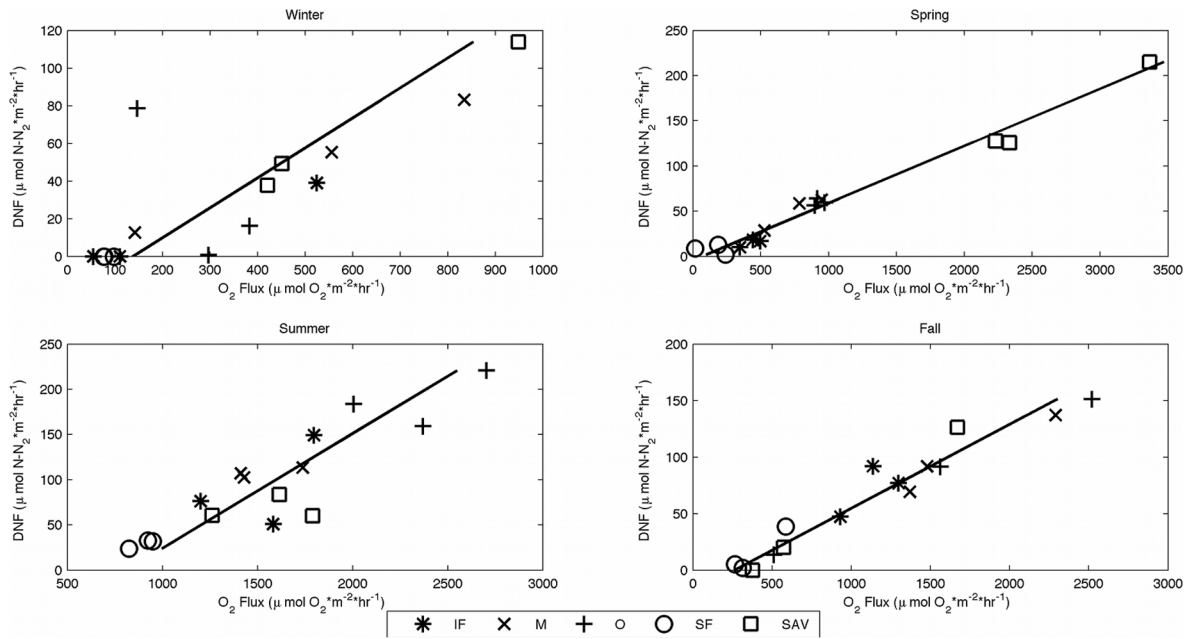 Winter
120
100
80
60
40
20
0
DNF (μ mol N-N₂*m⁻²*hr⁻¹)
0 100 200 300 400 500 600 700 800 900 1000
O₂ Flux (μ mol O₂*m⁻²*hr⁻¹)
Spring
250
200
150
100
50
0
DNF (μ mol N-N₂*m⁻²*hr⁻¹)
0 500 1000 1500 2000 2500 3000 3500
O₂ Flux (μ mol O₂*m⁻²*hr⁻¹)
Summer
250
200
150
100
50
0
DNF (μ mol N-N₂*m⁻²*hr⁻¹)
500 1000 1500 2000 2500 3000
O₂ Flux (μ mol O₂*m⁻²*hr⁻¹)
Fall
200
150
100
50
0
DNF (μ mol N-N₂*m⁻²*hr⁻¹)
0 500 1000 1500 2000 2500 3000
O₂ Flux (μ mol O₂*m⁻²*hr⁻¹)
IF M O SF SAV